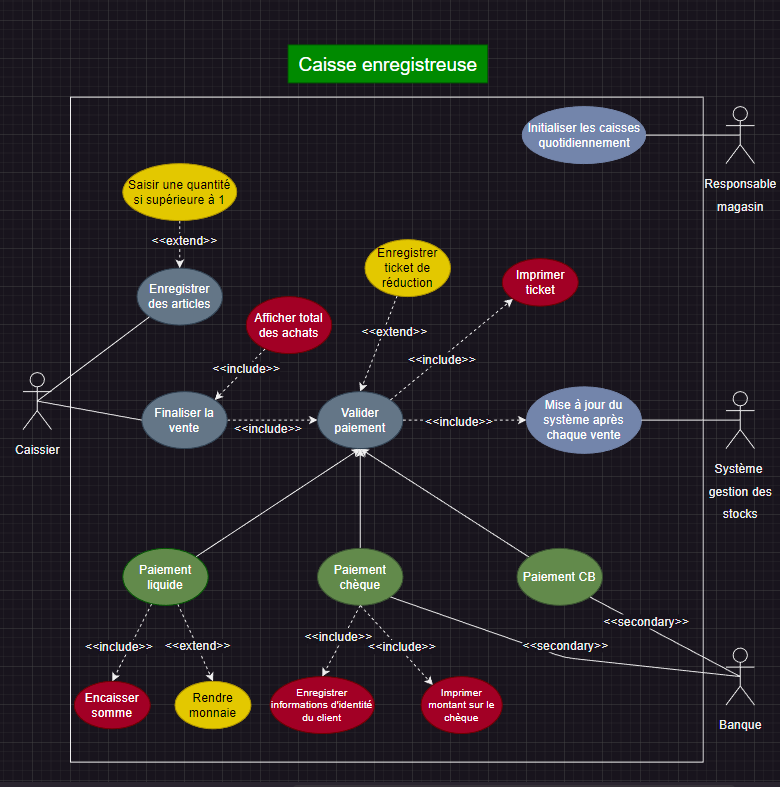 Caisse enregistreuse
Initialiser les caisses
quotidiennement
Responsable
magasin
Saisir une quantité
si supérieure à 1
<<extend>>
Enregistrer
des articles
Enregistrer
ticket de
réduction
Imprimer
ticket
Afficher total
des achats
<<extend>>
<<include>>
<<include>>
Caissier
Finaliser la
vente
<<include>>
Valider
paiement
<<include>>
Mise à jour du
système après
chaque vente
Système
gestion des
stocks
Paiement
liquide
Paiement
chèque
Paiement CB
<<include>>
<<extend>>
<<include>>
<<include>>
<<secondary>>
<<secondary>>
Encaisser
somme
Rendre
monnaie
Enregistrer
informations d'identité
du client
Imprimer
montant sur le
chèque
Banque